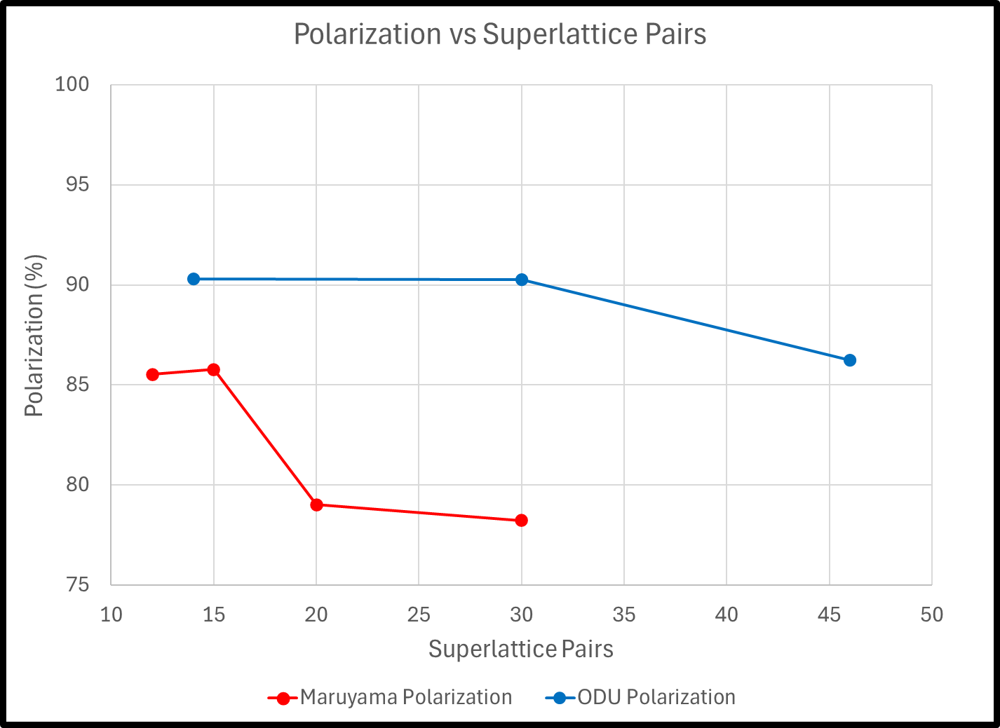 Polarization vs Superlattice Pairs
100
95
90
85
80
75
Polarization (%)
10 15 20 25 30 35 40 45 50
Superlattice Pairs
Maruyama Polarization ODU Polarization